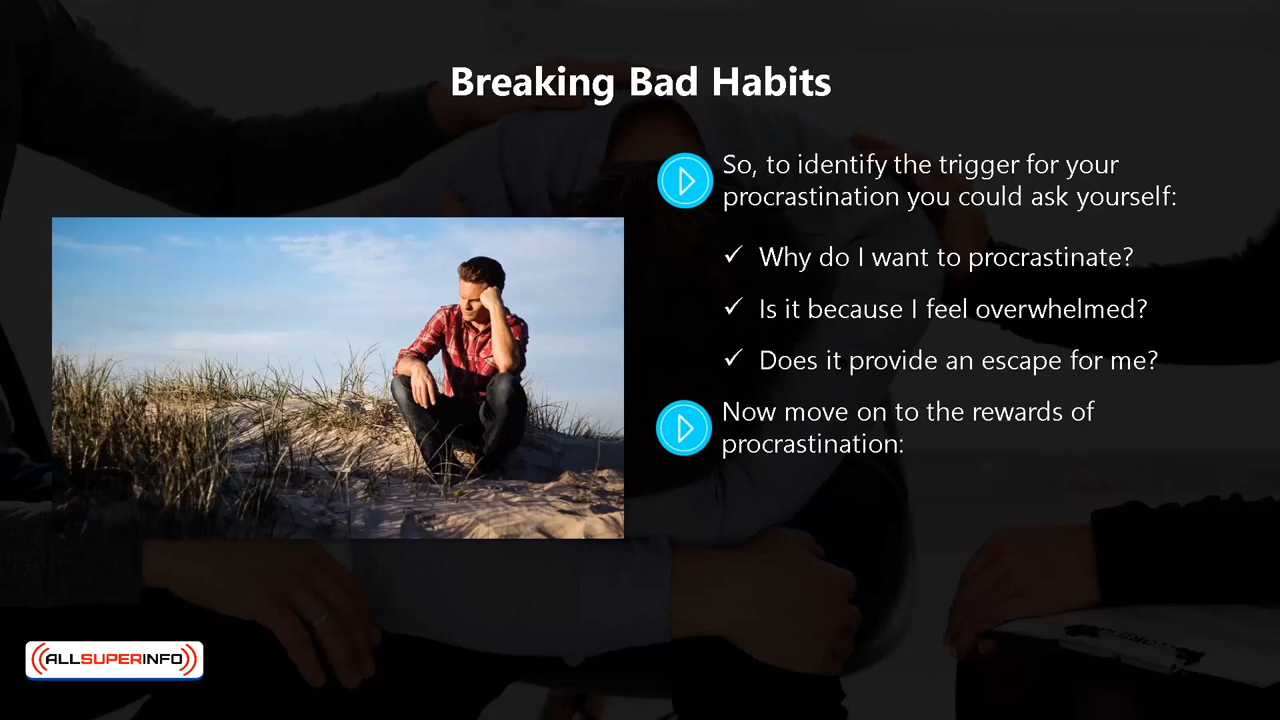 Breaking Bad Habits
So, to identify the trigger for your
procrastination you could ask yourself:
Why do I want to procrastinate?
Is it because I feel overwhelmed?
Does it provide an escape for me?
Now move on to the rewards of
procrastination:
ALLSUPERINFO